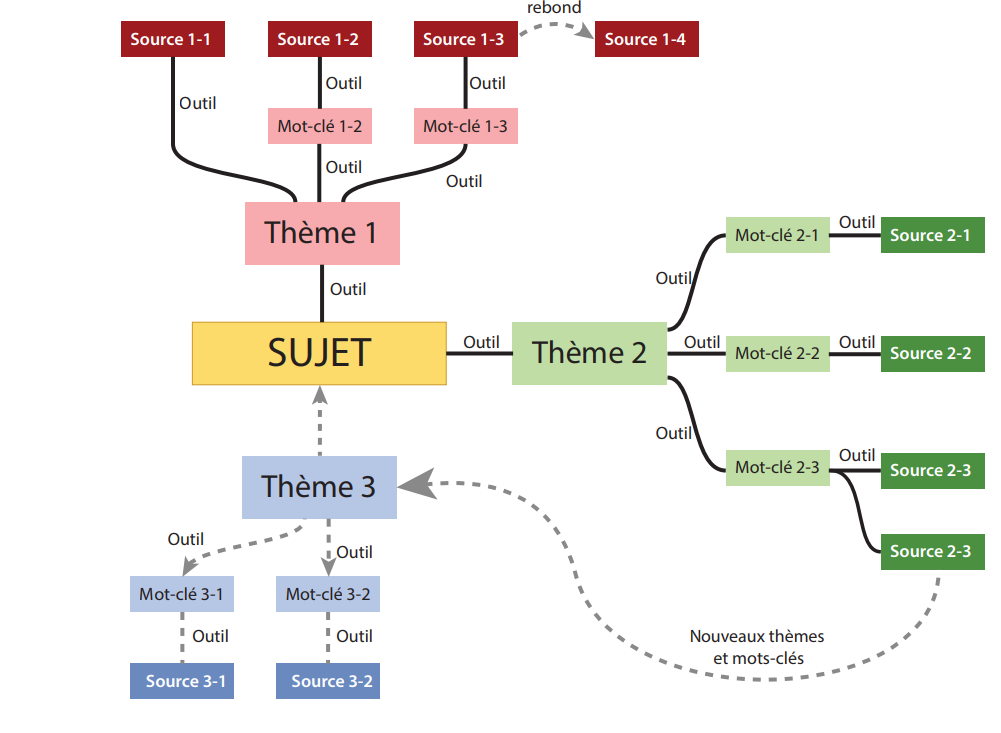 rebond
Source 1-1
Source 1-2
Source 1-3
Source 1-4
Outil
Outil
Outil
Mot-clé 1-2
Mot-clé 1-3
Outil
Outil
Thème 1
Outil
SUJET
Outil
Thème 2
Outil
Mot-clé 2-1
Outil
Source 2-1
Outil
Mot-clé 2-2
Outil
Source 2-2
Outil
Mot-clé 2-3
Outil
Source 2-3
Source 2-3
Thème 3
Outil
Outil
Mot-clé 3-1
Mot-clé 3-2
Outil
Outil
Source 3-1
Source 3-2
Nouveaux thèmes
et mots-clés